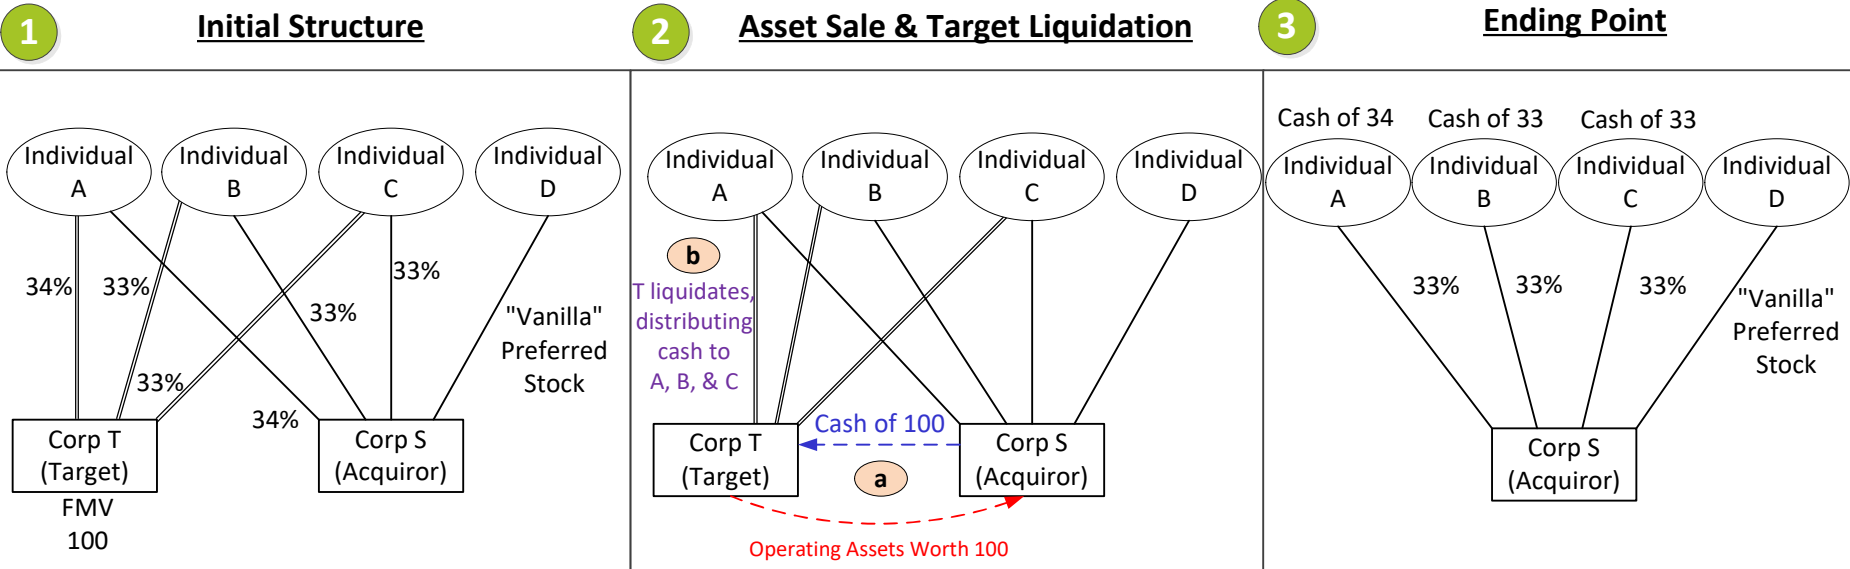 1
Initial Structure
Individual
A
Individual
B
Individual
C
Individual
D
34%
33%
33%
33%
33%
34%
"Vanilla"
Preferred
Stock
Corp T
(Target)
FMV
100
Corp S
(Acquiror)
2
Asset Sale & Target Liquidation
Individual
A
Individual
B
Individual
C
Individual
D
b
T liquidates,
distributing
cash to
A, B, & C
Cash of 100
a
Corp T
(Target)
Corp S
(Acquiror)
Operating Assets Worth 100
3
Ending Point
Cash of 34
Cash of 33
Cash of 33
Individual
A
Individual
B
Individual
C
Individual
D
33%
33%
33%
"Vanilla"
Preferred
Stock
Corp S
(Acquiror)